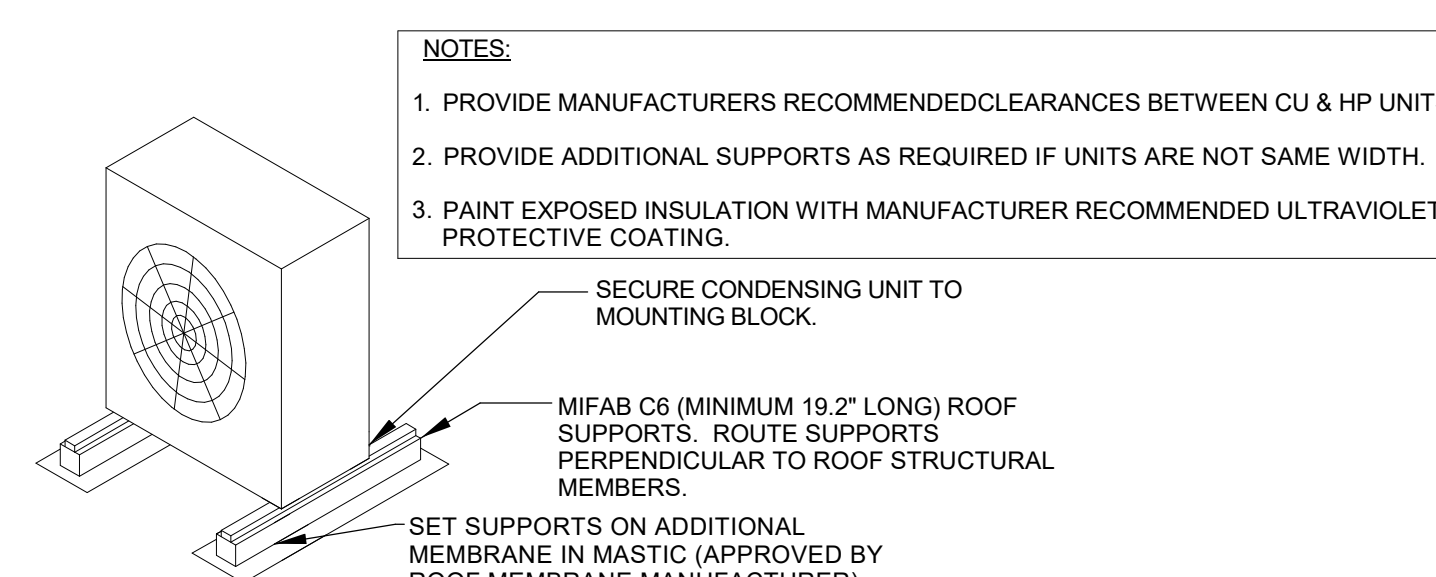 NOTES:
1. PROVIDE MANUFACTURERS RECOMMENDEDCLEARANCES BETWEEN CU & HP UNIT
2. PROVIDE ADDITIONAL SUPPORTS AS REQUIRED IF UNITS ARE NOT SAME WIDTH.
3. PAINT EXPOSED INSULATION WITH MANUFACTURER RECOMMENDED ULTRAVIOLET
PROTECTIVE COATING.
SECURE CONDENSING UNIT TO
MOUNTING BLOCK.
MIFAB C6 (MINIMUM 19.2" LONG) ROOF
SUPPORTS. ROUTE SUPPORTS
PERPENDICULAR TO ROOF STRUCTURAL
MEMBERS.
SET SUPPORTS ON ADDITIONAL
MEMBRANE IN MASTIC (APPROVED BY
ROOF MEMBRANE MANUFACTURER)